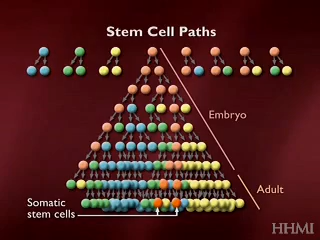 Stem Cell Paths
Embryo
Adult
Somatic
stem cells
HHMI